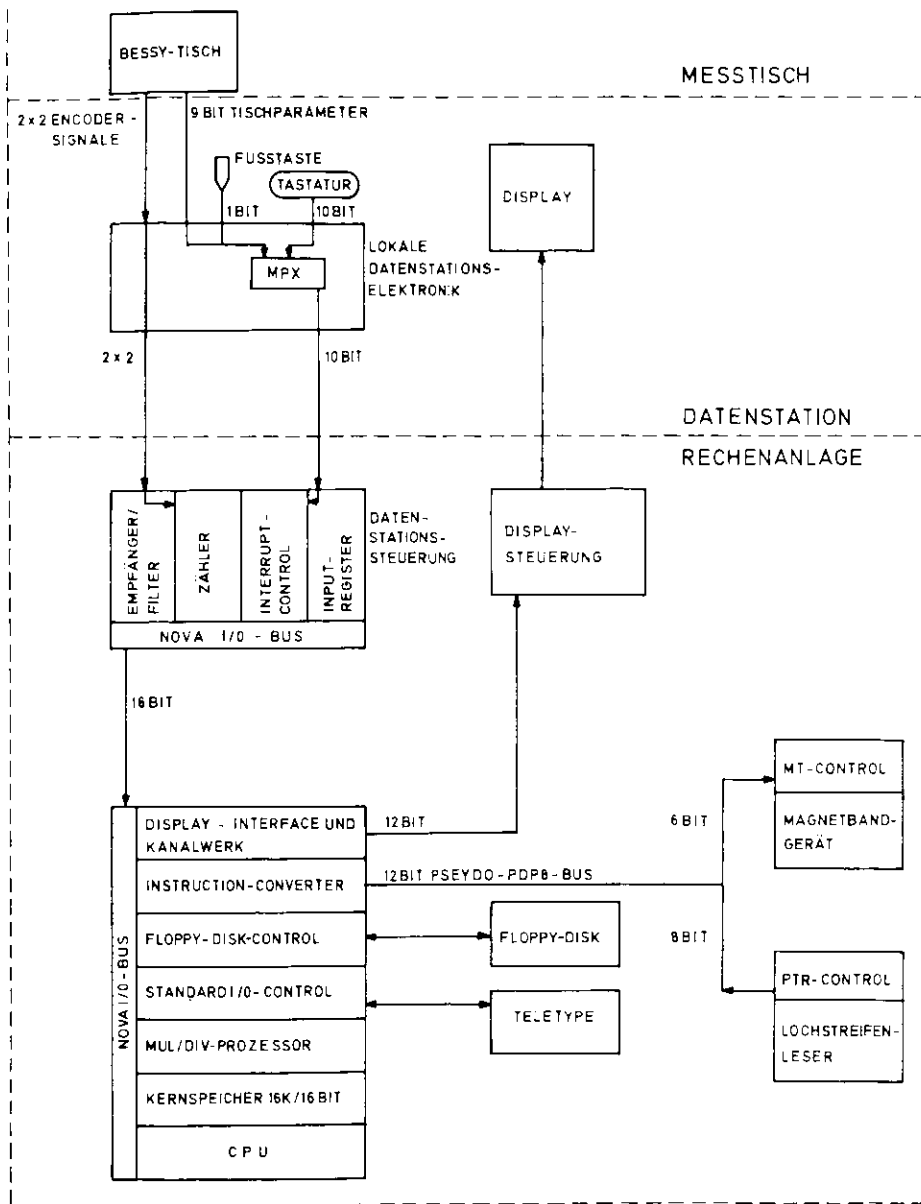 BESSY-TISCH
MESSTISCH
2×2 ENCODER-
SIGNALE
9 BIT TISCHPARAMETER
FUSSTASTE
TASTATUR
1 BIT
10 BIT
DISPLAY
MPX
LOKALE
DATENSTATIONS-
ELEKTRONIK
2×2
10 BIT
DATENSTATION
RECHENANLAGE
EMPFÄNGER/
FILTER
ZÄHLER
INTERRUPT-
CONTROL
INPUT-
REGISTER
DATEN-
STATIONS-
STEUERUNG
DISPLAY-
STEUERUNG
NOVA I/O - BUS
16 BIT
NOVA I/O-BUS
DISPLAY - INTERFACE UND
KANALWERK
12 BIT
INSTRUCTION-CONVERTER
12 BIT PSEYDO-PDP8-BUS
6 BIT
MT-CONTROL
MAGNETBAND-
GERÄT
FLOPPY-DISK-CONTROL
FLOPPY-DISK
8 BIT
STANDARD I/O-CONTROL
TELETYPE
PTR-CONTROL
LOCHSTREIFEN-
LESER
MUL/DIV-PROZESSOR
KERNSPEICHER 16K/16 BIT
CPU